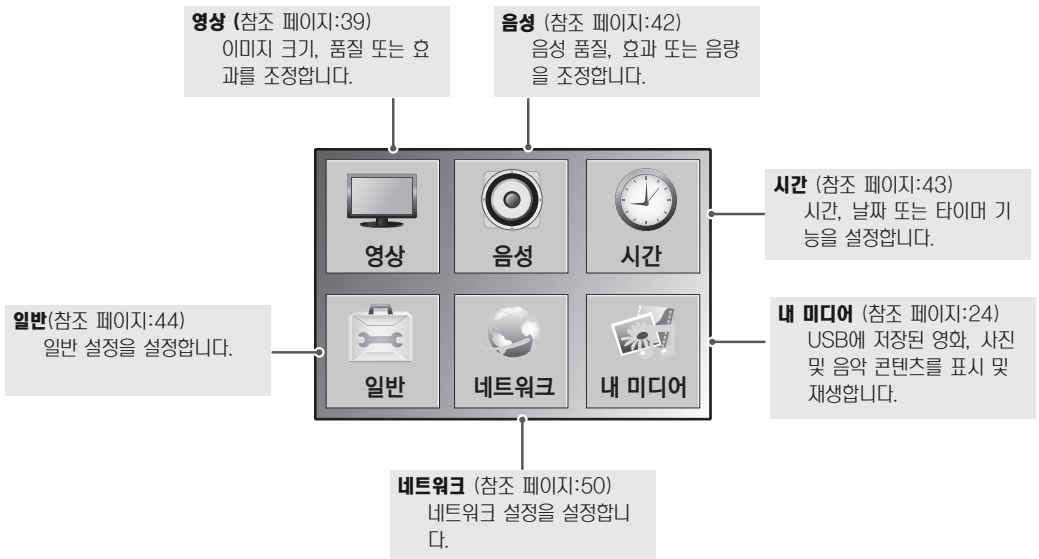 영상 (참조 페이지:39)
이미지 크기, 품질 또는 효
과를 조정합니다.
음성 (참조 페이지:42)
음성 품질, 효과 또는 음량
을 조정합니다.
영상
음성
시간
시간 (참조 페이지:43)
시간, 날짜 또는 타이머 기
능을 설정합니다.
일반(참조 페이지:44)
일반 설정을 설정합니다.
일반
네트워크
내 미디어
내 미디어 (참조 페이지:24)
USB에 저장된 영화, 사진
및 음악 콘텐츠를 표시 및
재생합니다.
네트워크 (참조 페이지:50)
네트워크 설정을 설정합니
다.